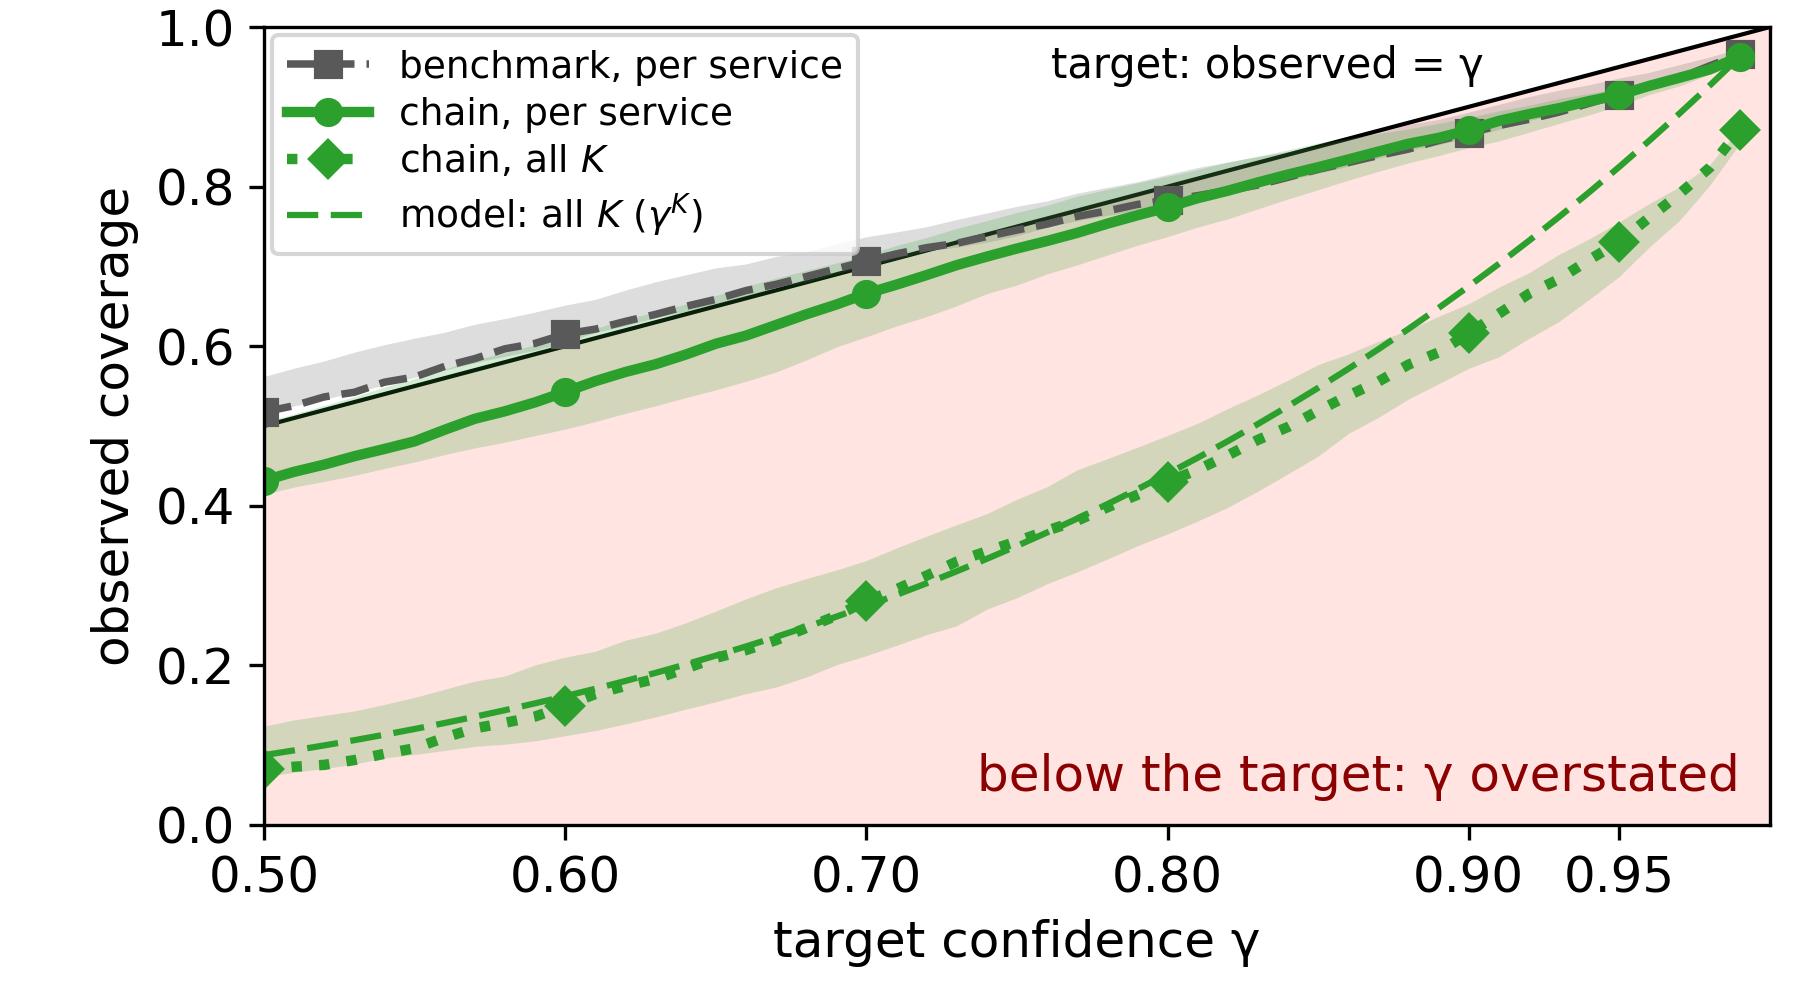 1.0
0.8
0.6
0.4
0.2
0.0
observed coverage
benchmark, per service
chain, per service
chain, all K
model: all K (γ^K)
target: observed = γ
below the target: γ overstated
0.50 0.60 0.70 0.80 0.90 0.95
target confidence γ